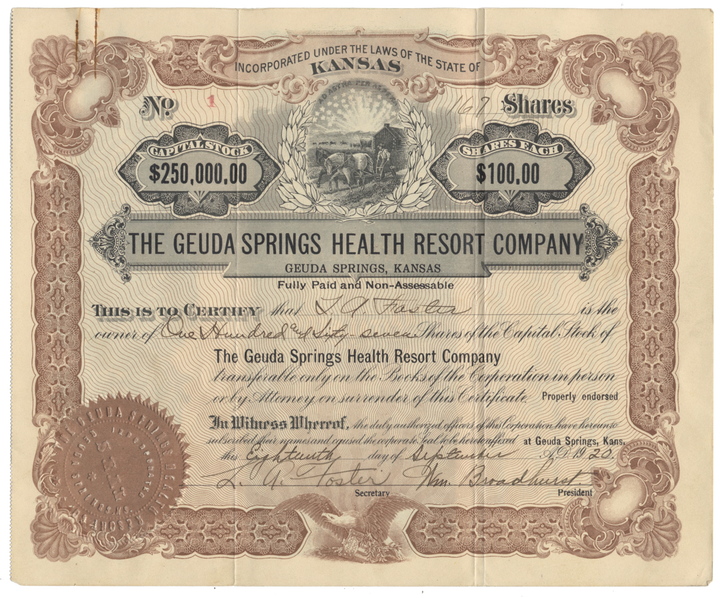 INCORPORATED UNDER THE LAWS OF THE STATE OF
KANSAS
No 1 167 Shares
CAPITAL STOCK
$250,000.00
SHARES EACH
$100.00
THE GEUDA SPRINGS HEALTH RESORT COMPANY
GEUDA SPRINGS, KANSAS
Fully Paid and Non-Assessable
THIS IS TO CERTIFY that L A Foster is the
owner of One Hundred & Sixty-seven Shares of the Capital Stock of
The Geuda Springs Health Resort Company
transferable only on the Books of the Corporation in person
or by Attorney on surrender of this Certificate Properly endorsed
In Witness Whereof, the duly authorized officers of this Corporation have hereunto
subscribed their names and caused the corporate Seal to be hereto affixed at Geuda Springs, Kans.
this Eighteenth day of September A.D. 1920.
L. A. Foster Wm. Broadhurst
Secretary President
GEUDA SPRINGS HEALTH
SEAL